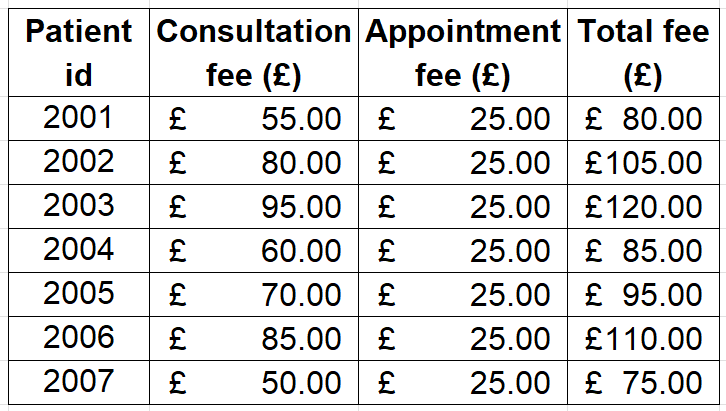 Patient Consultation Appointment Total fee
id fee (£) fee (£) (£)
2001 £ 55.00 £ 25.00 £ 80.00
2002 £ 80.00 £ 25.00 £105.00
2003 £ 95.00 £ 25.00 £120.00
2004 £ 60.00 £ 25.00 £ 85.00
2005 £ 70.00 £ 25.00 £ 95.00
2006 £ 85.00 £ 25.00 £110.00
2007 £ 50.00 £ 25.00 £ 75.00